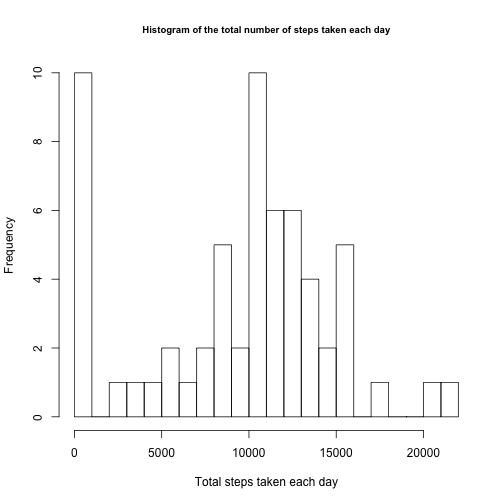 Histogram of the total number of steps taken each day
10
8
6
4
2
0
Frequency
0 5000 10000 15000 20000
Total steps taken each day